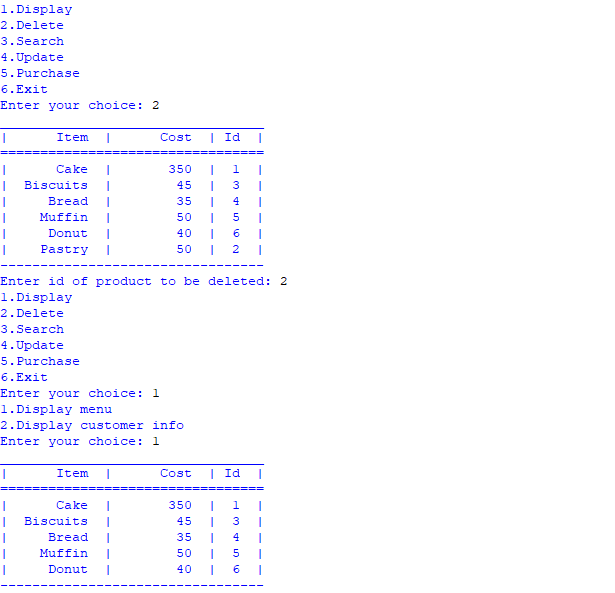 1.Display
2.Delete
3.Search
4.Update
5.Purchase
6.Exit
Enter your choice: 2
_________________________________
|      Item  |      Cost  | Id  |
=================================
|      Cake  |       350  |  1  |
|  Biscuits  |        45  |  3  |
|     Bread  |        35  |  4  |
|    Muffin  |        50  |  5  |
|     Donut  |        40  |  6  |
|    Pastry  |        50  |  2  |
---------------------------------
Enter id of product to be deleted: 2
1.Display
2.Delete
3.Search
4.Update
5.Purchase
6.Exit
Enter your choice: 1
1.Display menu
2.Display customer info
Enter your choice: 1
_________________________________
|      Item  |      Cost  | Id  |
=================================
|      Cake  |       350  |  1  |
|  Biscuits  |        45  |  3  |
|     Bread  |        35  |  4  |
|    Muffin  |        50  |  5  |
|     Donut  |        40  |  6  |
---------------------------------